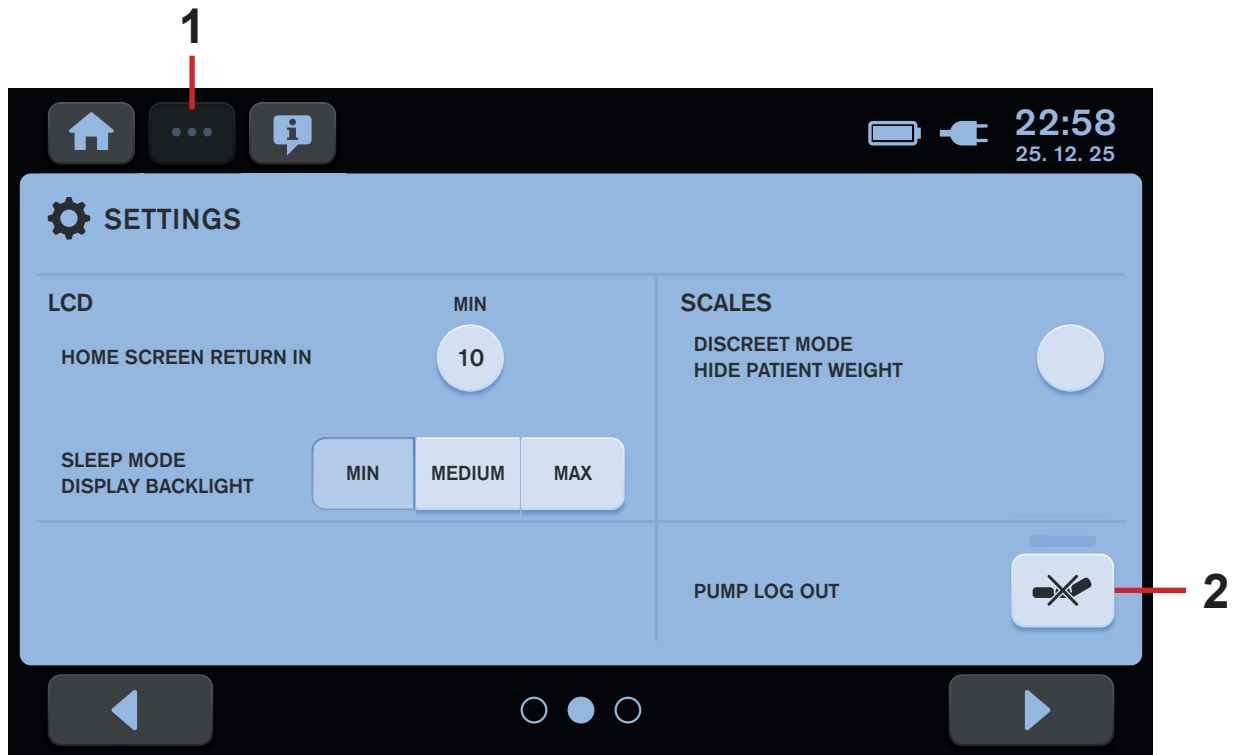 1
22:58
25. 12. 25
SETTINGS
LCD
MIN
HOME SCREEN RETURN IN
10
SLEEP MODE
DISPLAY BACKLIGHT
MIN
MEDIUM
MAX
SCALES
DISCREET MODE
HIDE PATIENT WEIGHT
PUMP LOG OUT
2